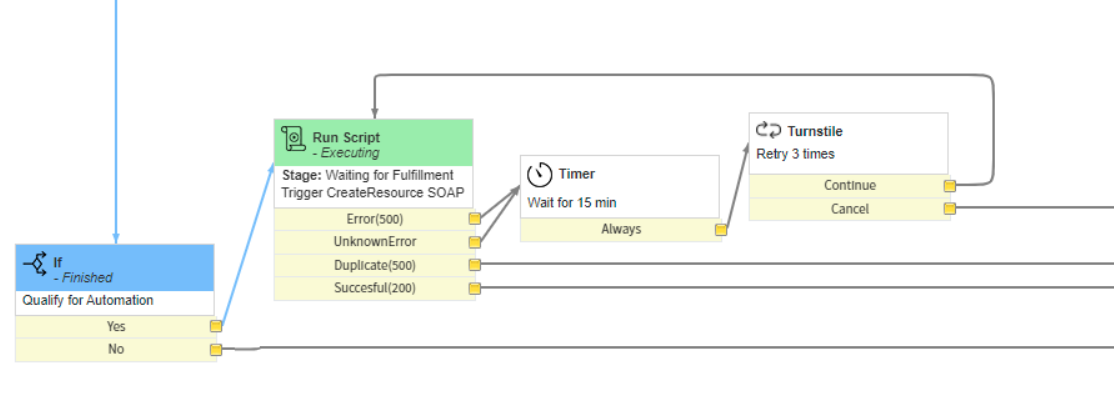 Run Script
- Executing
Stage: Waiting for Fulfillment
Trigger CreateResource SOAP
Error(500)
UnknownError
Duplicate(500)
Succesful(200)
Timer
Wait for 15 min
Always
Turnstile
Retry 3 times
Continue
Cancel
If
- Finished
Qualify for Automation
Yes
No